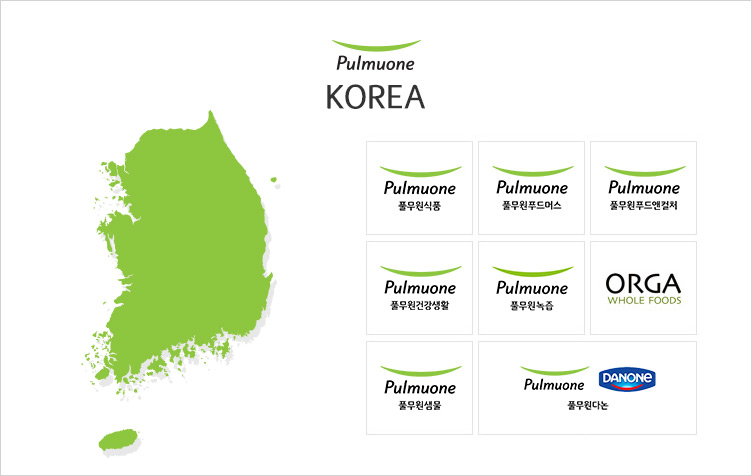 Pulmuone
KOREA
Pulmuone
풀무원식품
Pulmuone
풀무원푸드머스
Pulmuone
풀무원푸드앤컬처
Pulmuone
풀무원건강생활
Pulmuone
풀무원녹즙
ORGA
WHOLE FOODS
Pulmuone
풀무원샘물
Pulmuone
DANONE
풀무원다논